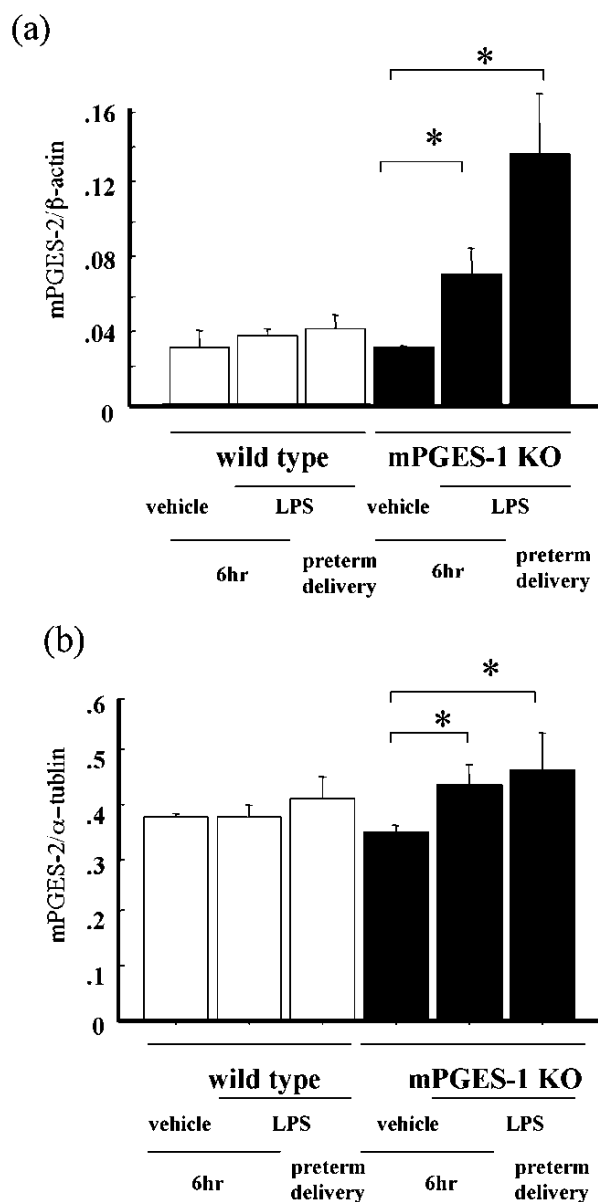 (a)
mPGES-2/β-actin
.16
.12
.08
.04
0
*
*
wild type
mPGES-1 KO
vehicle
LPS
vehicle
LPS
6hr
preterm
delivery
6hr
preterm
delivery
(b)
mPGES-2/α-tublin
.6
.5
.4
.3
.2
.1
0
*
*
wild type
mPGES-1 KO
vehicle
LPS
vehicle
LPS
6hr
preterm
delivery
6hr
preterm
delivery